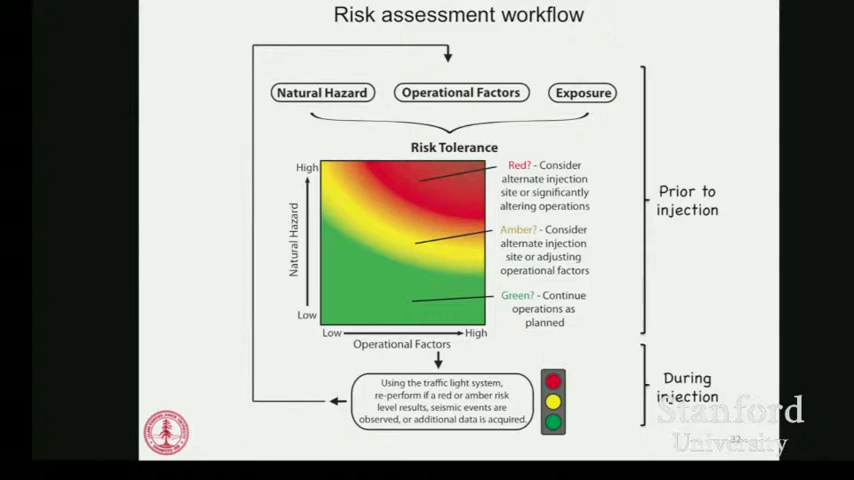 Risk assessment workflow
Natural Hazard
Operational Factors
Exposure
Risk Tolerance
High
Natural Hazard
Low
Low
High
Operational Factors
Red? - Consider
alternate injection
site or significantly
altering operations
Amber? - Consider
alternate injection
site or adjusting
operational factors
Green? - Continue
operations as
planned
Prior to
injection
Using the traffic light system,
re-perform if a red or amber risk
level results, seismic events are
observed, or additional data is acquired.
During
injection
Stanford
University
32